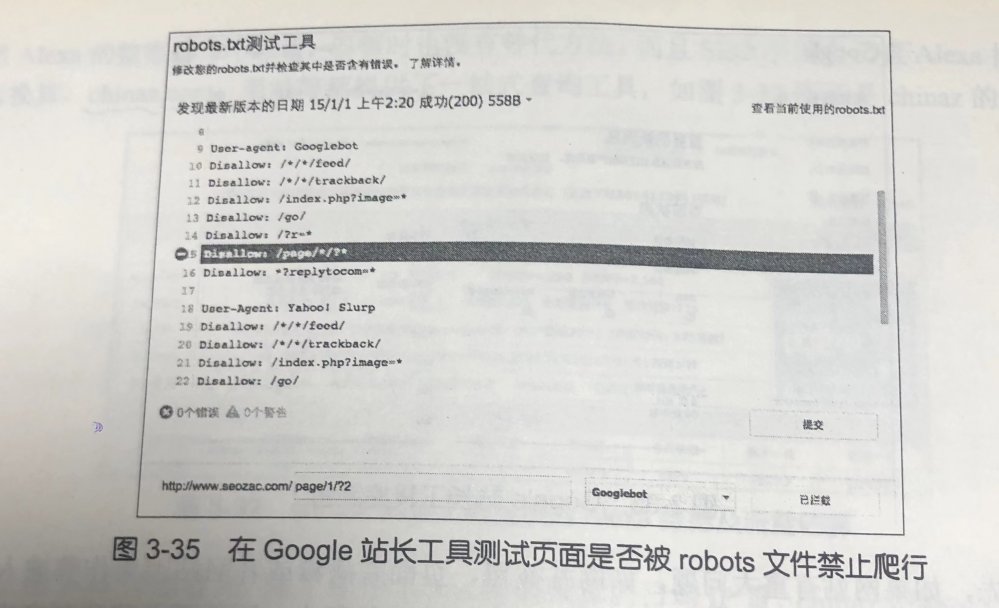 robots.txt测试工具
修改您的robots.txt并检查其中是否含有错误。了解详情。
发现最新版本的日期 15/1/1 上午2:20 成功(200) 558B
查看当前使用的robots.txt
8
9 User-agent: Googlebot
10 Disallow: /*/*/feed/
11 Disallow: /*/*/trackback/
12 Disallow: /index.php?image=*
13 Disallow: /go/
14 Disallow: /?r=*
15 Disallow: /page/*/?*
16 Disallow: *?replytocom=*
17
18 User-Agent: Yahoo! Slurp
19 Disallow: /*/*/feed/
20 Disallow: /*/*/trackback/
21 Disallow: /index.php?image=*
22 Disallow: /go/
0个错误 0个警告
提交
http://www.seozac.com/ page/1/?2 Googlebot 已拦截
图 3-35 在 Google 站长工具测试页面是否被 robots 文件禁止爬行